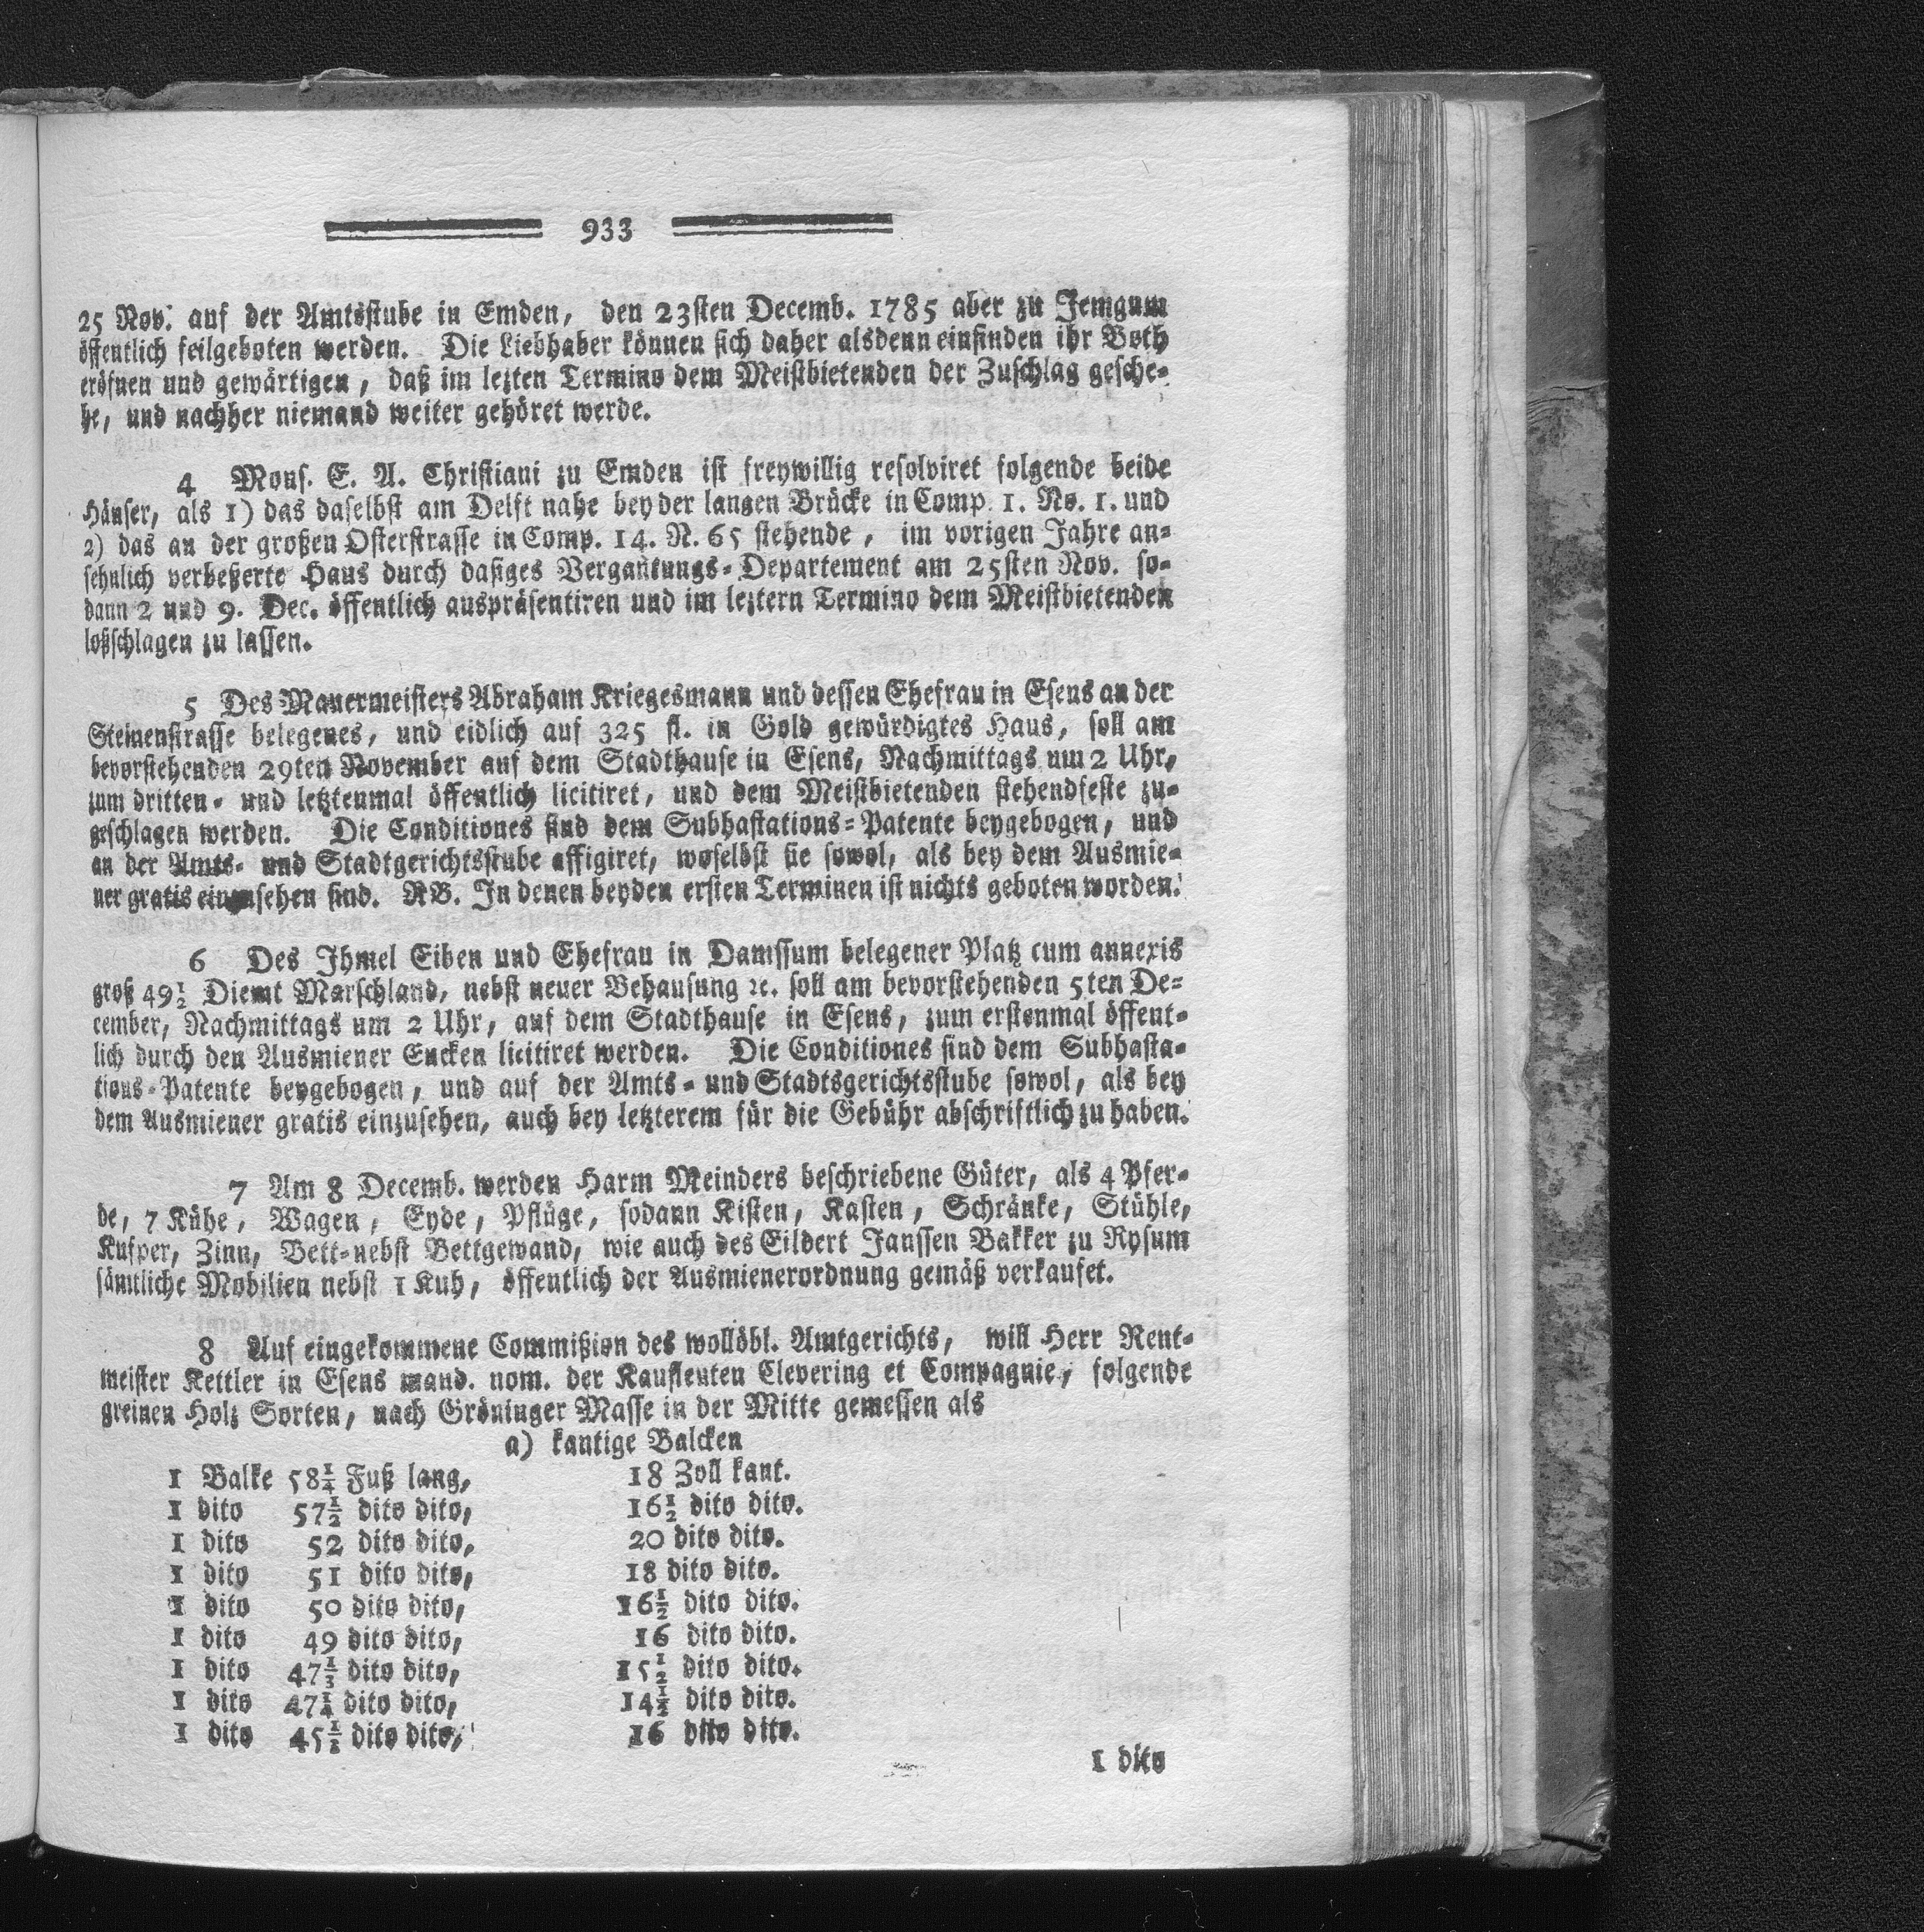 933
25 Nov. auf der Amtsstube in Emden, den 23sten Decemb. 1785 aber zu Jemgum
öffentlich feilgeboten werden. Die Liebhaber können sich daher alsdenn einfinden ihr Both
eröfnen und gewärtigen, daß im lezten Termino dem Meistbietenden der Zuschlag gesche-
he, und nachher niemand weiter gehöret werde.
4 Mons. E. A. Christiani zu Emden ist freywillig resolviret folgende beide
Häuser, als 1) das daselbst am Delft nahe bey der langen Brücke in Comp. 1. No. 1. und
2) das an der großen Osterstrasse in Comp. 14. N. 65 stehende, im vorigen Jahre an-
sehnlich verbeßerte Haus durch dasiges Vergantungs-Departement am 25sten Nov. so-
dann 2 und 9. Dec. öffentlich auspräsentiren und im leztern Termino dem Meistbietenden
loßschlagen zu lassen.
5 Des Mauermeisters Abraham Kriegesmann und dessen Ehefrau in Esens an der
Steinenstrasse belegenes, und eidlich auf 325 fl. in Gold gewürdigtes Haus, soll am
bevorstehenden 29ten November auf dem Stadthause in Esens, Nachmittags um 2 Uhr,
zum dritten- und letztenmal öffentlich licitiret, und dem Meistbietenden stehendfeste zu-
geschlagen werden. Die Conditiones sind dem Subhastations-Patente beygebogen, und
an der Amts- und Stadtgerichtsstube affigiret, woselbst sie sowol, als bey dem Ausmie-
ner gratis einzusehen sind. NB. In denen beyden ersten Terminen ist nichts geboten worden.
6 Des Ihmel Eiben und Ehefrau in Damssum belegener Platz cum annexis
groß 49½ Diemt Marschland, nebst neuer Behausung ꝛc. soll am bevorstehenden 5ten De-
cember, Nachmittags um 2 Uhr, auf dem Stadthause in Esens, zum erstenmal öffent-
lich durch den Ausmiener Eucken licitiret werden. Die Conditiones sind dem Subhasta-
tions-Patente beygebogen, und auf der Amts- und Stadtsgerichtsstube sowol, als bey
dem Ausmiener gratis einzusehen, auch bey letzterem für die Gebühr abschriftlich zu haben.
7 Am 8 Decemb. werden Harm Meinders beschriebene Güter, als 4 Pfer-
de, 7 Kühe, Wagen, Eyde, Pflüge, sodann Kisten, Kasten, Schränke, Stühle,
Kufper, Zinn, Bett-nebst Bettgewand, wie auch des Eildert Janssen Bakker zu Rysum
sämtliche Mobilien nebst 1 Kuh, öffentlich der Ausmienerordnung gemäß verkaufet.
8 Auf eingekommene Commißion des wollöbl. Amtgerichts, will Herr Rent-
meister Kettler in Esens mand. nom. der Kaufleuten Clevering et Compagnie, folgende
greinen Holz Sorten, nach Gröninger Masse in der Mitte gemessen als
a) kantige Balcken
1 Balke 58¼ Fuß lang, 18 Zoll kant.
1 dito 57½ dito dito, 16½ dito dito.
1 dito 52 dito dito, 20 dito dito.
1 dito 51 dito dito, 18 dito dito.
1 dito 50 dito dito, 16½ dito dito.
1 dito 49 dito dito, 16 dito dito.
1 dito 47⅓ dito dito, 15½ dito dito.
1 dito 47¼ dito dito, 14½ dito dito.
1 dito 45½ dito dito, 16 dito dito.
1 dito